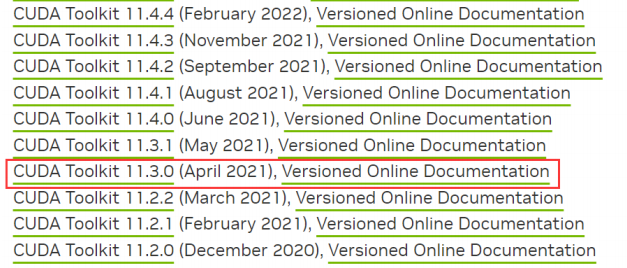 CUDA Toolkit 11.4.4 (February 2022), Versioned Online Documentation
CUDA Toolkit 11.4.3 (November 2021), Versioned Online Documentation
CUDA Toolkit 11.4.2 (September 2021), Versioned Online Documentation
CUDA Toolkit 11.4.1 (August 2021), Versioned Online Documentation
CUDA Toolkit 11.4.0 (June 2021), Versioned Online Documentation
CUDA Toolkit 11.3.1 (May 2021), Versioned Online Documentation
CUDA Toolkit 11.3.0 (April 2021), Versioned Online Documentation
CUDA Toolkit 11.2.2 (March 2021), Versioned Online Documentation
CUDA Toolkit 11.2.1 (February 2021), Versioned Online Documentation
CUDA Toolkit 11.2.0 (December 2020), Versioned Online Documentation